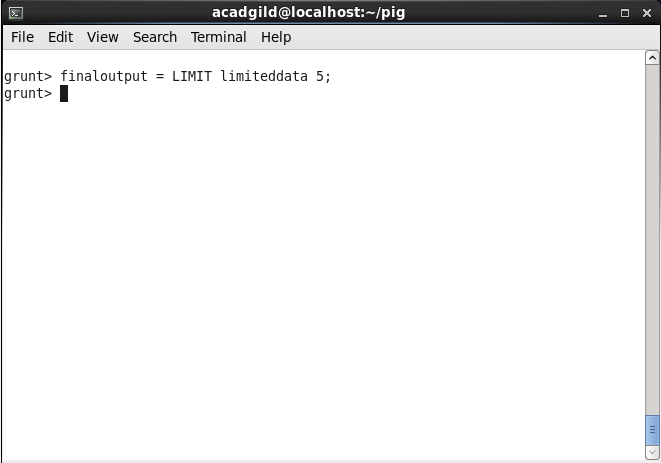 acadgild@localhost:~/pig
File Edit View Search Terminal Help
grunt> finaloutput = LIMIT limiteddata 5;
grunt>